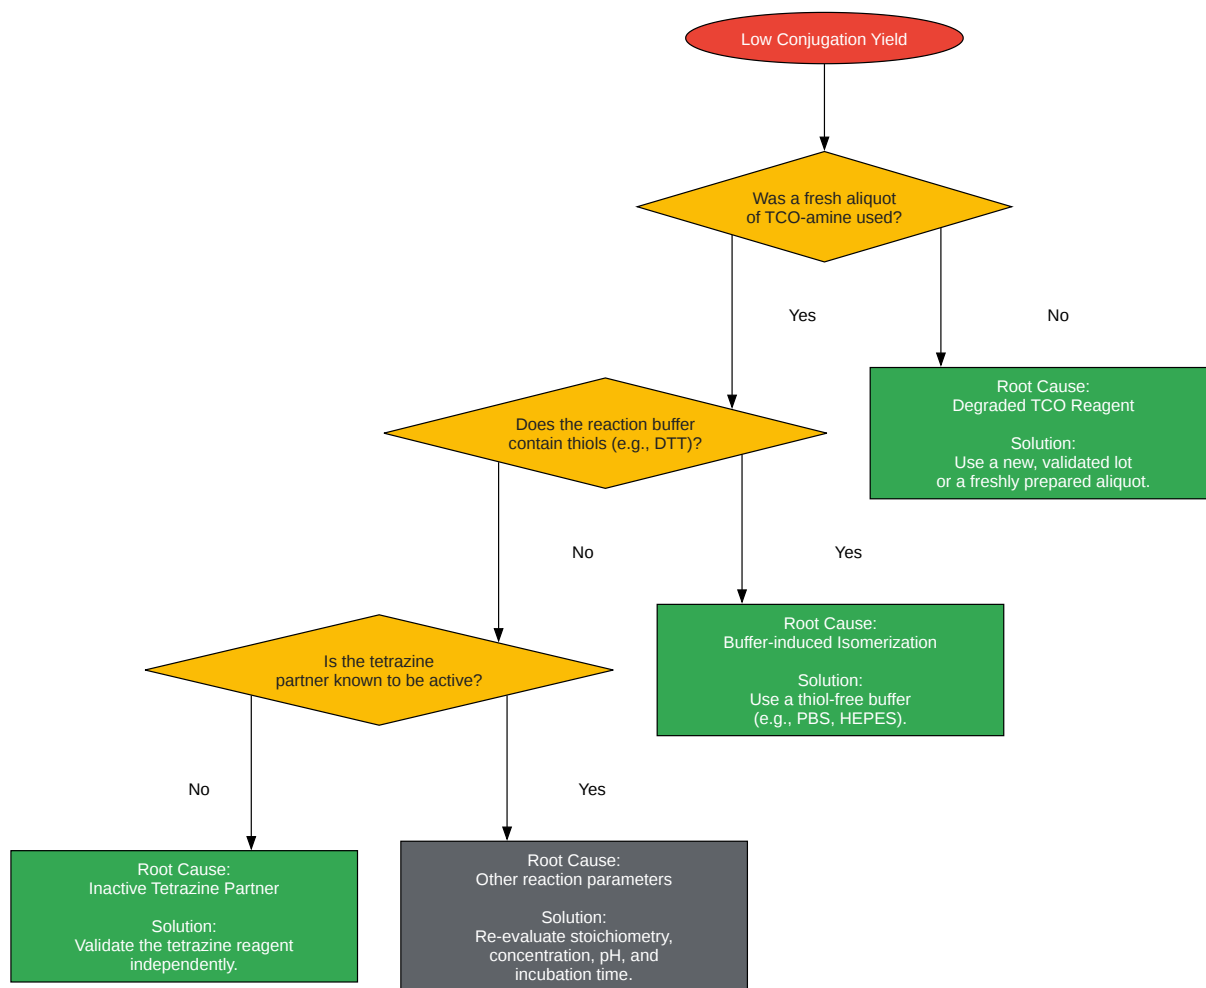 Low Conjugation Yield
Was a fresh aliquot
of TCO-amine used?
Yes
No
Root Cause:
Degraded TCO Reagent
Solution:
Use a new, validated lot
or a freshly prepared aliquot.
Does the reaction buffer
contain thiols (e.g., DTT)?
No
Yes
Root Cause:
Buffer-induced Isomerization
Solution:
Use a thiol-free buffer
(e.g., PBS, HEPES).
Is the tetrazine
partner known to be active?
No
Yes
Root Cause:
Inactive Tetrazine Partner
Solution:
Validate the tetrazine reagent
independently.
Root Cause:
Other reaction parameters
Solution:
Re-evaluate stoichiometry,
concentration, pH, and
incubation time.